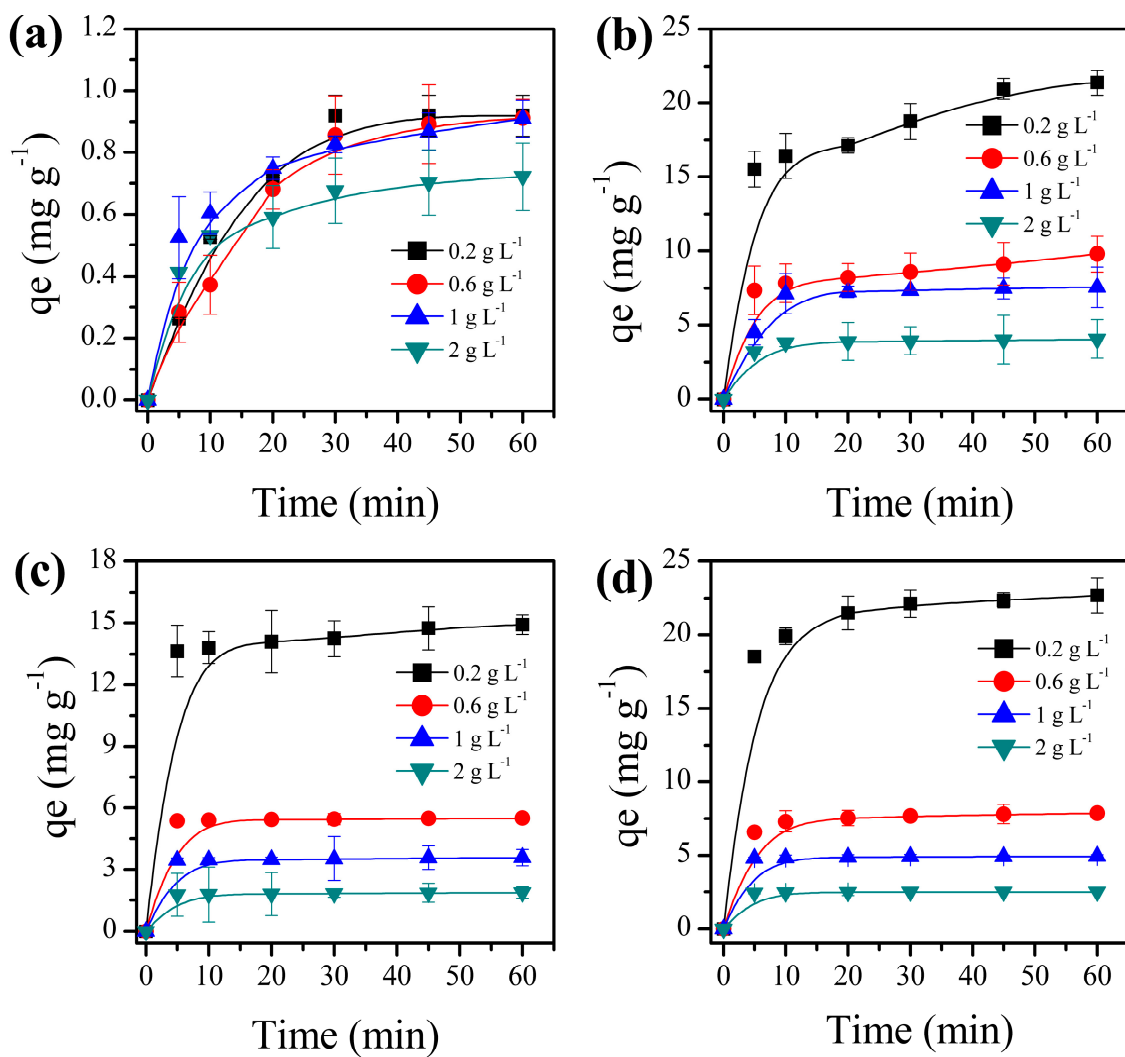 (a)
1.2
1.0
0.8
0.6
0.4
0.2
0.0
qe (mg g⁻¹)
0.2 g L⁻¹
0.6 g L⁻¹
1 g L⁻¹
2 g L⁻¹
0 10 20 30 40 50 60
Time (min)
(b)
25
20
15
10
5
0
qe (mg g⁻¹)
0.2 g L⁻¹
0.6 g L⁻¹
1 g L⁻¹
2 g L⁻¹
0 10 20 30 40 50 60
Time (min)
(c)
18
15
12
9
6
3
0
qe (mg g⁻¹)
0.2 g L⁻¹
0.6 g L⁻¹
1 g L⁻¹
2 g L⁻¹
0 10 20 30 40 50 60
Time (min)
(d)
25
20
15
10
5
0
qe (mg g⁻¹)
0.2 g L⁻¹
0.6 g L⁻¹
1 g L⁻¹
2 g L⁻¹
0 10 20 30 40 50 60
Time (min)